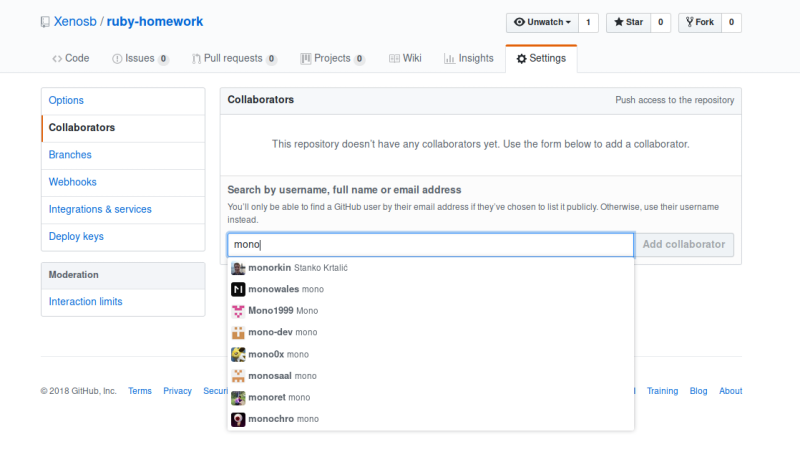 Xenosb / ruby-homework
Unwatch 1 Star 0 Fork 0
Code Issues 0 Pull requests 0 Projects 0 Wiki Insights Settings
Options
Collaborators
Branches
Webhooks
Integrations & services
Deploy keys
Moderation
Interaction limits
Collaborators Push access to the repository
This repository doesn't have any collaborators yet. Use the form below to add a collaborator.
Search by username, full name or email address
You'll only be able to find a GitHub user by their email address if they've chosen to list it publicly. Otherwise, use their username
instead.
mono Add collaborator
monorkin Stanko Krtalić
monowales mono
Mono1999 Mono
mono-dev mono
mono0x mono
monosaal mono
monoret mono
monochro mono
© 2018 GitHub, Inc. Terms Privacy Training Blog About